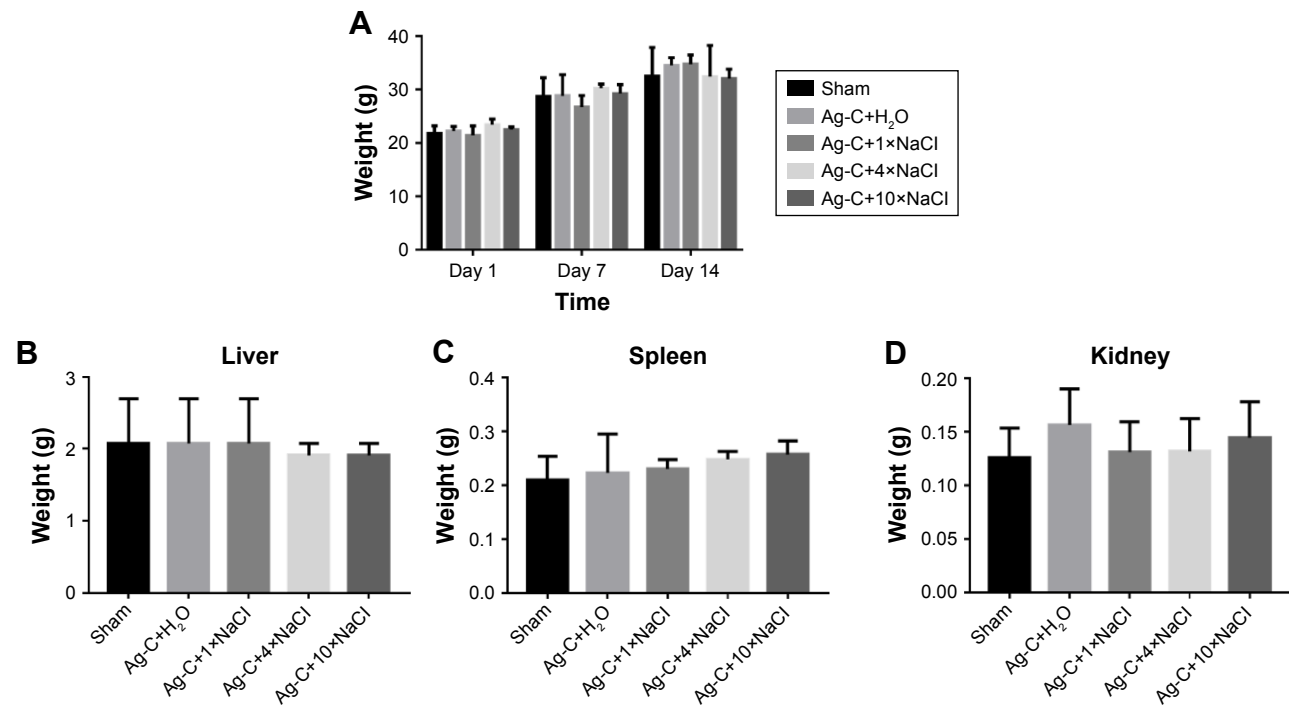 A
Weight (g)
40
30
20
10
0
Day 1
Day 7
Day 14
Time
Sham
Ag-C+H₂O
Ag-C+1×NaCl
Ag-C+4×NaCl
Ag-C+10×NaCl
B
Liver
Weight (g)
3
2
1
0
Sham
Ag-C+H₂O
Ag-C+1×NaCl
Ag-C+4×NaCl
Ag-C+10×NaCl
C
Spleen
Weight (g)
0.4
0.3
0.2
0.1
0.0
Sham
Ag-C+H₂O
Ag-C+1×NaCl
Ag-C+4×NaCl
Ag-C+10×NaCl
D
Kidney
Weight (g)
0.20
0.15
0.10
0.05
0.00
Sham
Ag-C+H₂O
Ag-C+1×NaCl
Ag-C+4×NaCl
Ag-C+10×NaCl